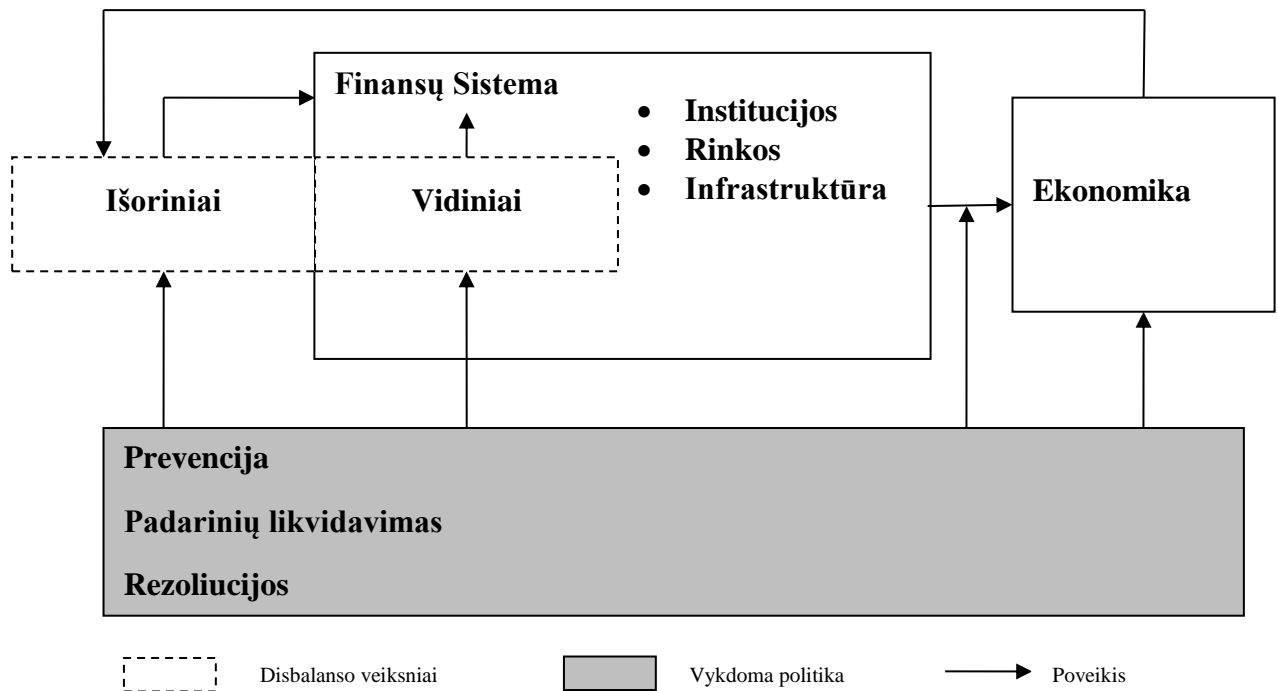 Finansų Sistema
• Institucijos
• Rinkos
• Infrastruktūra
Išoriniai
Vidiniai
Ekonomika
Prevencija
Padarinių likvidavimas
Rezoliucijos
Disbalanso veiksniai
Vykdoma politika
Poveikis